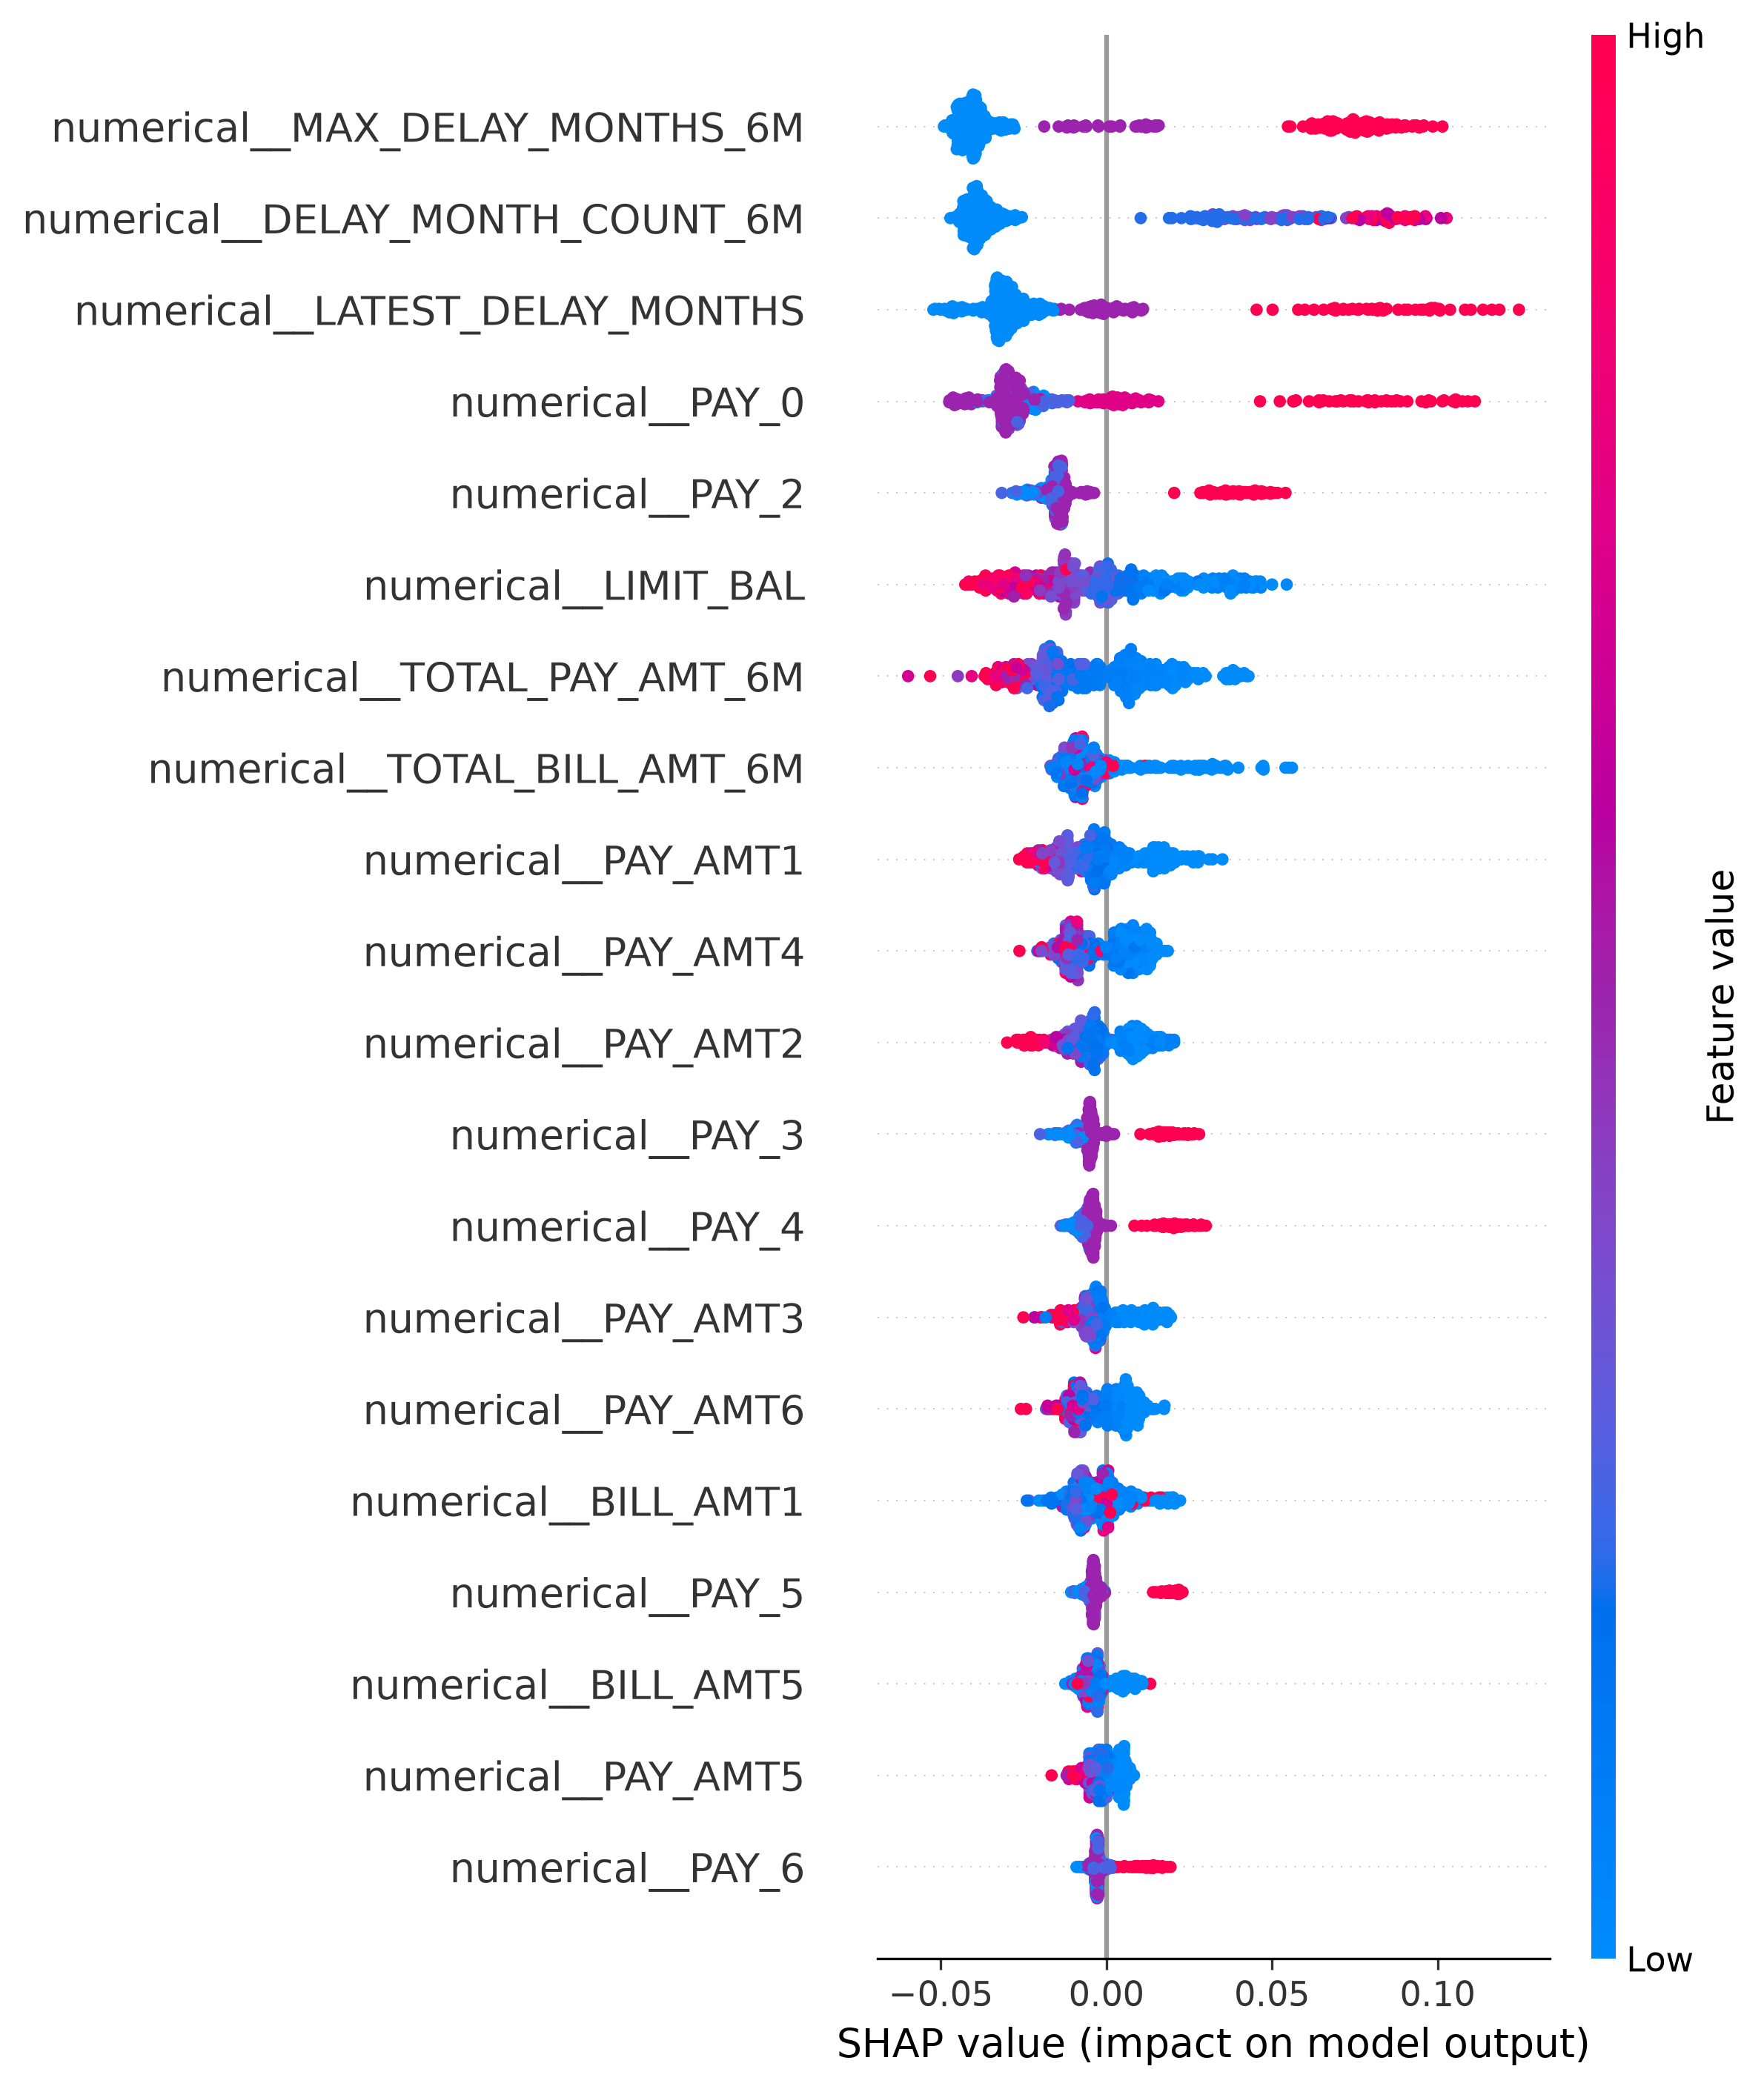 High
numerical__MAX_DELAY_MONTHS_6M
numerical__DELAY_MONTH_COUNT_6M
numerical__LATEST_DELAY_MONTHS
numerical__PAY_0
numerical__PAY_2
numerical__LIMIT_BAL
numerical__TOTAL_PAY_AMT_6M
numerical__TOTAL_BILL_AMT_6M
numerical__PAY_AMT1
numerical__PAY_AMT4
numerical__PAY_AMT2
numerical__PAY_3
numerical__PAY_4
numerical__PAY_AMT3
numerical__PAY_AMT6
numerical__BILL_AMT1
numerical__PAY_5
numerical__BILL_AMT5
numerical__PAY_AMT5
numerical__PAY_6
Feature value
Low
−0.05 0.00 0.05 0.10
SHAP value (impact on model output)